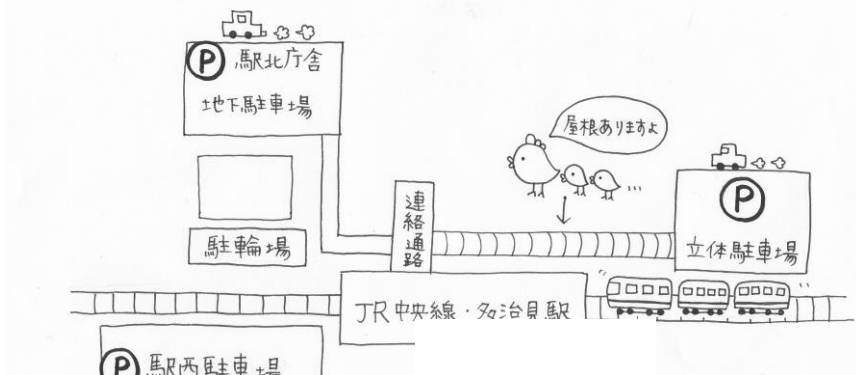 P 駅北庁舎
地下駐車場
屋根ありますよ
P
立体駐車場
連絡通路
駐輪場
JR中央線・多治見駅
P 駅西駐車場